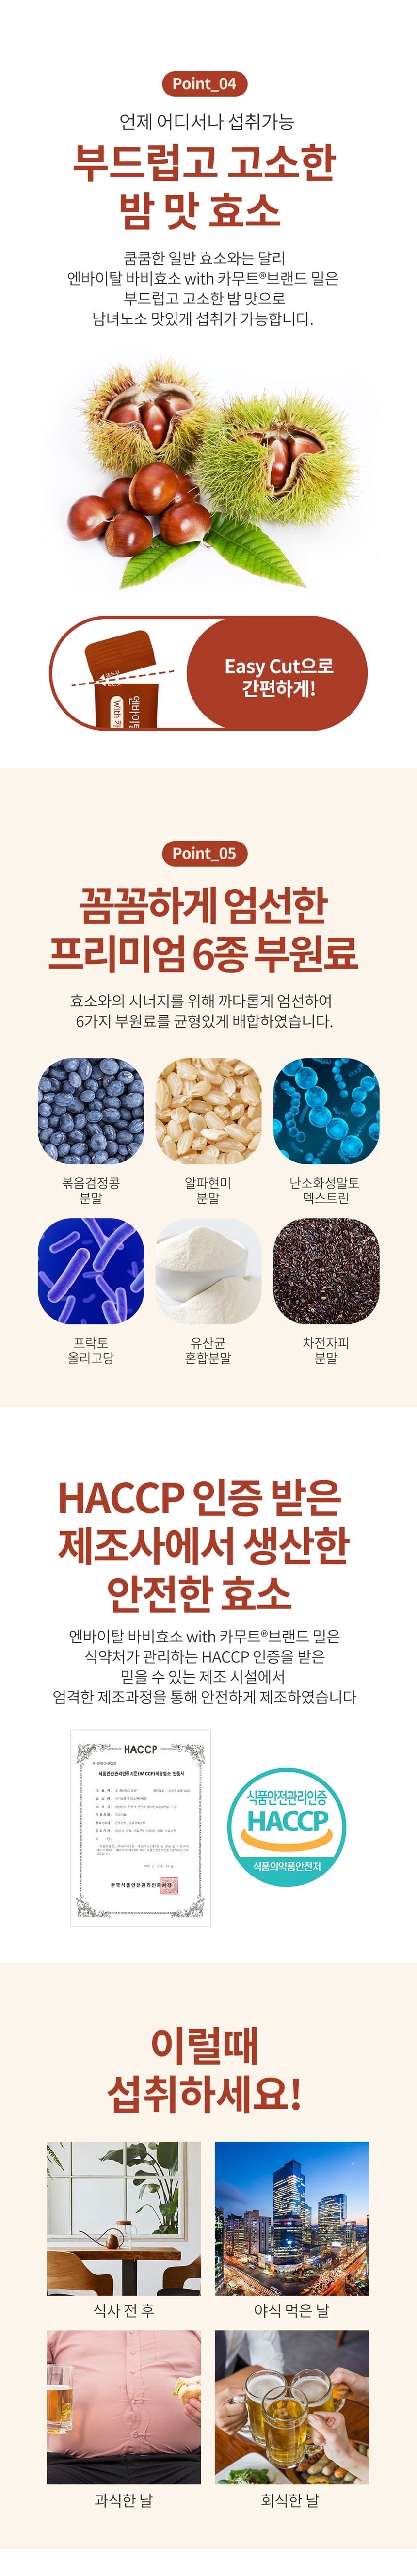 Point_04
언제 어디서나 섭취가능
부드럽고 고소한
밤 맛 효소
쿰쿰한 일반 효소와는 달리
엔바이탈 바비효소 with 카무트®브랜드 밀은
부드럽고 고소한 밤 맛으로
남녀노소 맛있게 섭취가 가능합니다.
엔바이탈
with 카
Easy Cut으로
간편하게!
Point_05
꼼꼼하게 엄선한
프리미엄 6종 부원료
효소와의 시너지를 위해 까다롭게 엄선하여
6가지 부원료를 균형있게 배합하였습니다.
볶음검정콩
분말
알파현미
분말
난소화성말토
덱스트린
프락토
올리고당
유산균
혼합분말
차전자피
분말
HACCP 인증 받은
제조사에서 생산한
안전한 효소
엔바이탈 바비효소 with 카무트®브랜드 밀은
식약처가 관리하는 HACCP 인증을 받은
믿을 수 있는 제조 시설에서
엄격한 제조과정을 통해 안전하게 제조하였습니다
HACCP
식품안전관리인증기준(HACCP)적용업소 인증서
한국식품안전관리인증원장
식품안전관리인증
HACCP
식품의약품안전처
이럴때
섭취하세요!
식사 전 후
야식 먹은 날
과식한 날
회식한 날